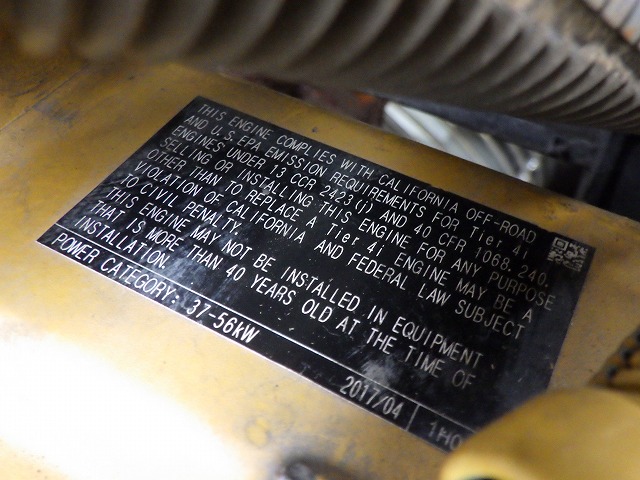 THIS ENGINE COMPLIES WITH CALIFORNIA OFF-ROAD
AND U.S.EPA EMISSION REQUIREMENTS FOR Tier 4i
ENGINES UNDER 13 CCR 2423(j) AND 40 CFR 1068.240.
SELLING OR INSTALLING THIS ENGINE FOR ANY PURPOSE
OTHER THAN TO REPLACE A Tier 4i ENGINE MAY BE A
VIOLATION OF CALIFORNIA AND FEDERAL LAW SUBJECT
TO CIVIL PENALTY.
THIS ENGINE MAY NOT BE INSTALLED IN EQUIPMENT
THAT IS MORE THAN 40 YEARS OLD AT THE TIME OF
INSTALLATION.
POWER CATEGORY: 37-56kW
2017/04